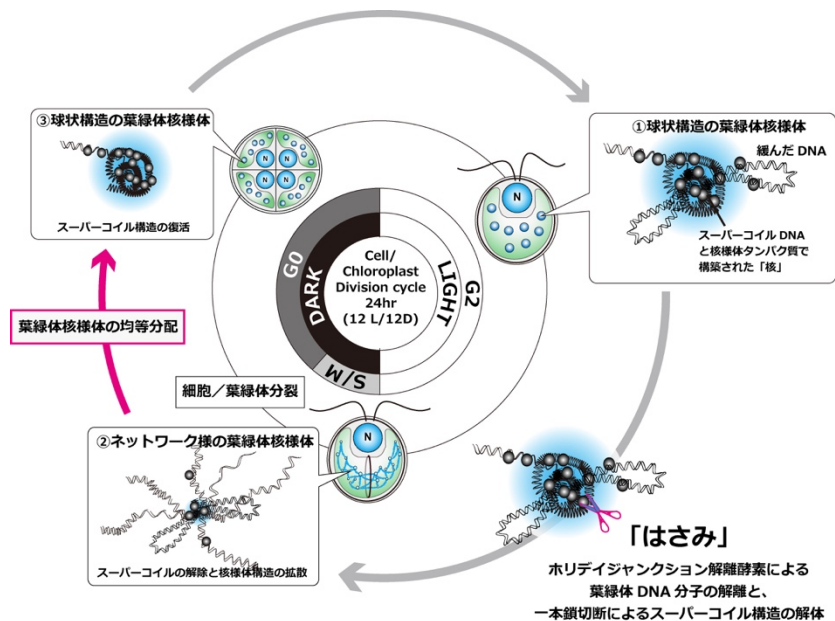 ③球状構造の葉緑体核様体
スーパーコイル構造の復活
N
N
N
N
①球状構造の葉緑体核様体
緩んだ DNA
スーパーコイル DNA
と核様体タンパク質で
構築された「核」
N
G0
DARK
Cell/
Chloroplast
Division cycle
24hr
(12 L/12D)
LIGHT
G2
S/M
葉緑体核様体の均等分配
細胞／葉緑体分裂
②ネットワーク様の葉緑体核様体
スーパーコイルの解除と核様体構造の拡散
N
「はさみ」
ホリデイジャンクション解離酵素による
葉緑体 DNA 分子の解離と、
一本鎖切断によるスーパーコイル構造の解体